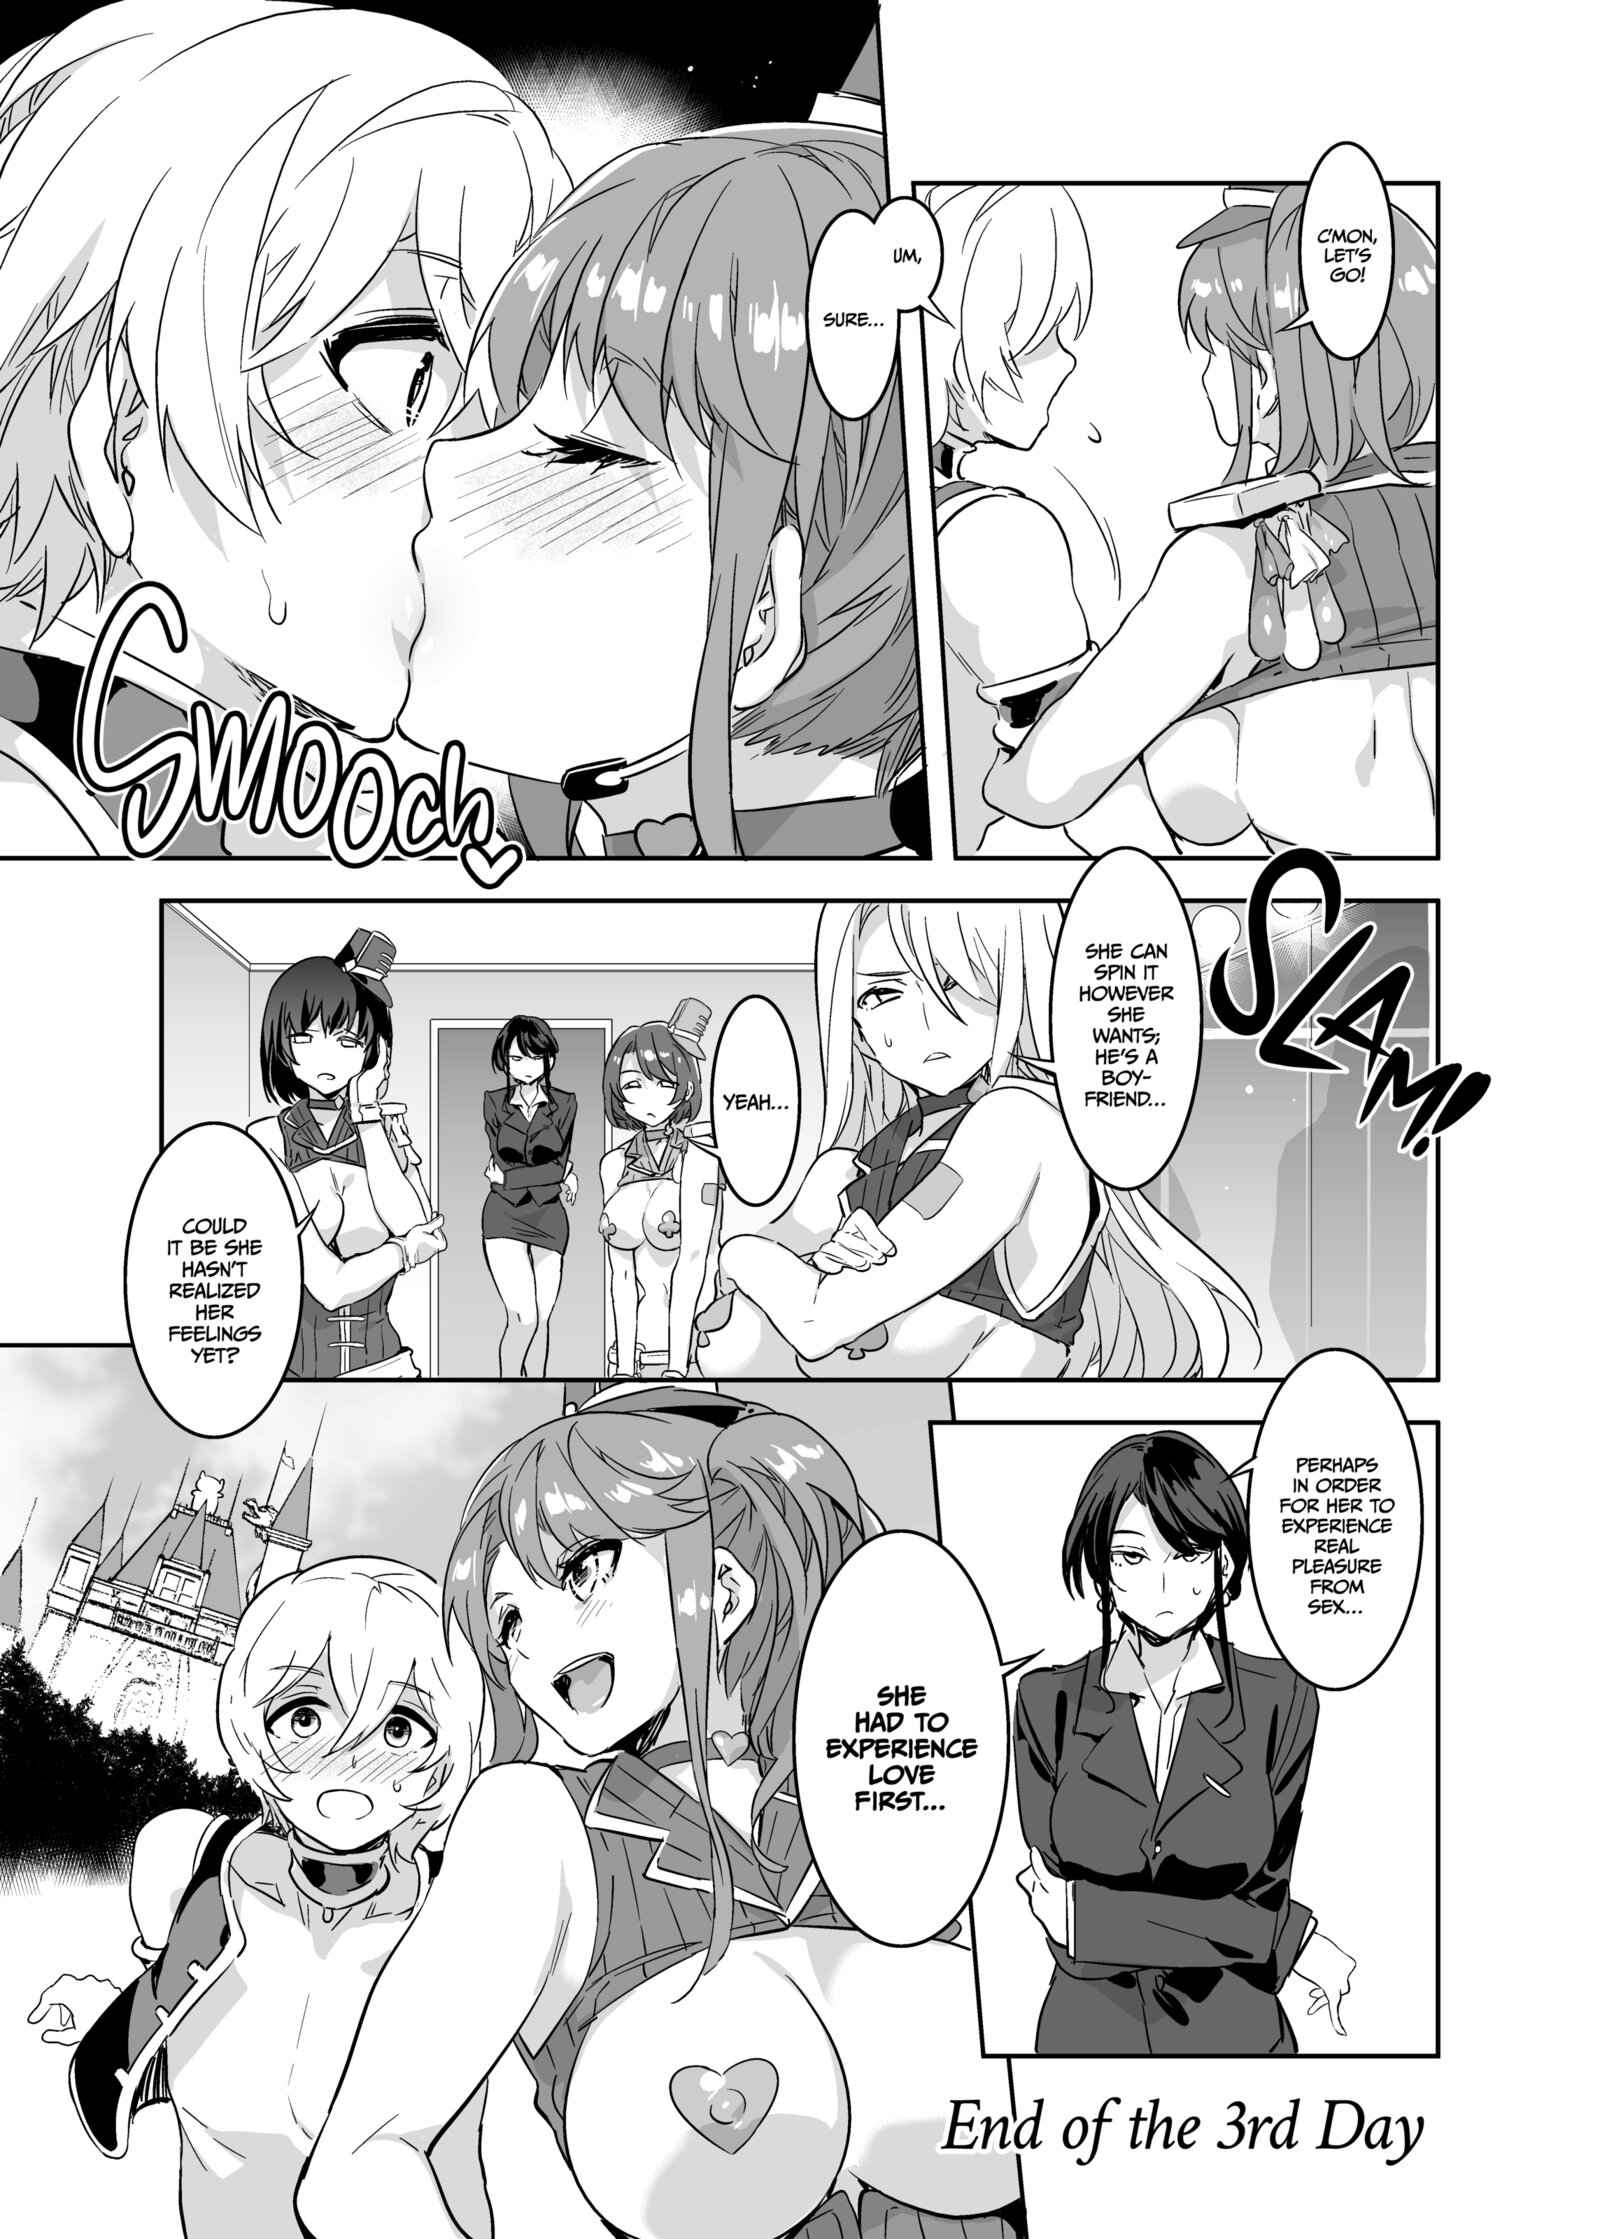 C'MON,
LET'S
GO!
UM,
SURE...
SMOOCH
SLAM!
SHE CAN
SPIN IT
HOWEVER
SHE
WANTS;
HE'S A
BOY-
FRIEND...
YEAH...
COULD
IT BE SHE
HASN'T
REALIZED
HER
FEELINGS
YET?
PERHAPS
IN ORDER
FOR HER TO
EXPERIENCE
REAL
PLEASURE
FROM
SEX...
SHE
HAD TO
EXPERIENCE
LOVE
FIRST...
End of the 3rd Day